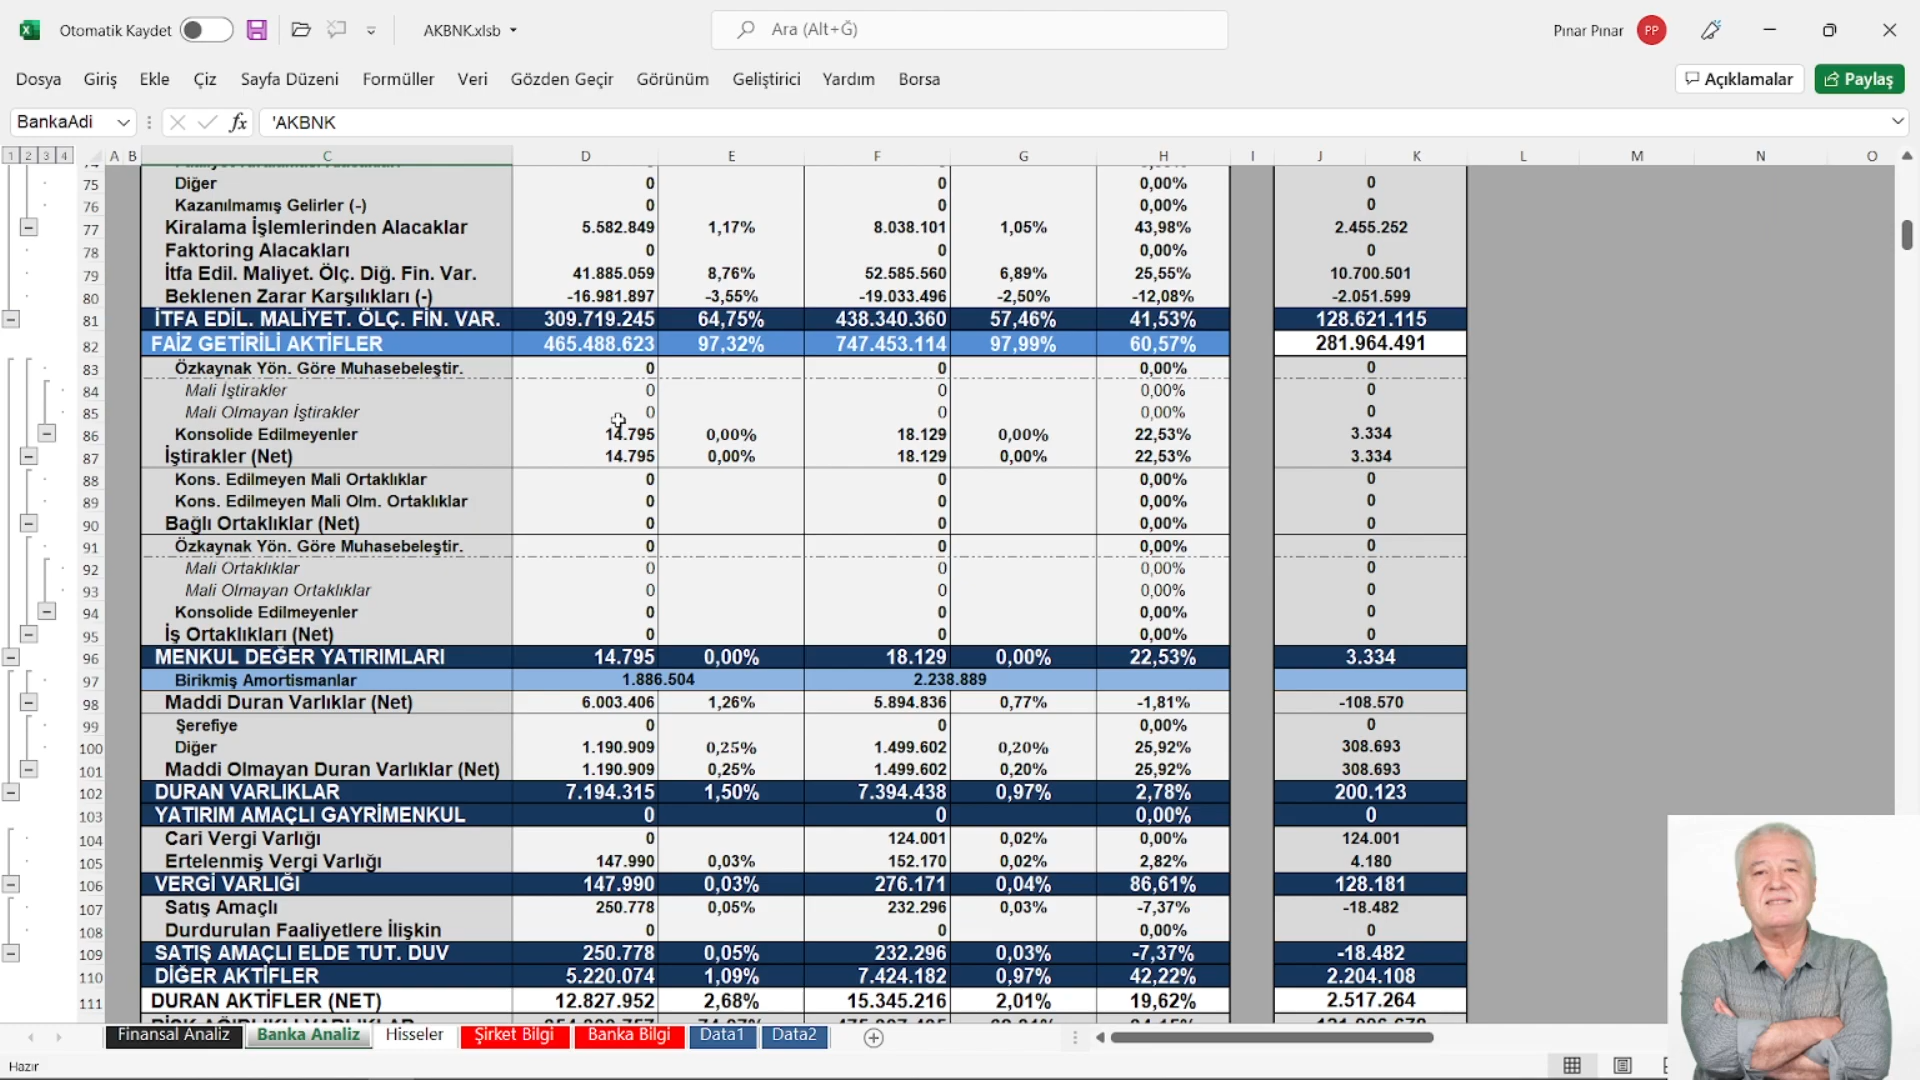 Otomatik Kaydet
AKBNK.xlsb
Ara (Alt+Ğ)
Pınar Pınar
PP
Dosya Giriş Ekle Çiz Sayfa Düzeni Formüller Veri Gözden Geçir Görünüm Geliştirici Yardım Borsa
Açıklamalar
Paylaş
BankaAdi
fx
'AKBNK
1 2 3 4
A B C D E F G H I J K L M N O
75 Diğer 0 0 0,00% 0
76 Kazanılmamış Gelirler (-) 0 0 0,00% 0
77 Kiralama İşlemlerinden Alacaklar 5.582.849 1,17% 8.038.101 1,05% 43,98% 2.455.252
78 Faktoring Alacakları 0 0 0,00% 0
79 İtfa Edil. Maliyet. Ölç. Diğ. Fin. Var. 41.885.059 8,76% 52.585.560 6,89% 25,55% 10.700.501
80 Beklenen Zarar Karşılıkları (-) -16.981.897 -3,55% -19.033.496 -2,50% -12,08% -2.051.599
81 İTFA EDİL. MALİYET. ÖLÇ. FİN. VAR. 309.719.245 64,75% 438.340.360 57,46% 41,53% 128.621.115
82 FAİZ GETİRİLİ AKTİFLER 465.488.623 97,32% 747.453.114 97,99% 60,57% 281.964.491
83 Özkaynak Yön. Göre Muhasebeleştir. 0 0 0,00% 0
84 Mali İştirakler 0 0 0,00% 0
85 Mali Olmayan İştirakler 0 0 0,00% 0
86 Konsolide Edilmeyenler 14.795 0,00% 18.129 0,00% 22,53% 3.334
87 İştirakler (Net) 14.795 0,00% 18.129 0,00% 22,53% 3.334
88 Kons. Edilmeyen Mali Ortaklıklar 0 0 0,00% 0
89 Kons. Edilmeyen Mali Olm. Ortaklıklar 0 0 0,00% 0
90 Bağlı Ortaklıklar (Net) 0 0 0,00% 0
91 Özkaynak Yön. Göre Muhasebeleştir. 0 0 0,00% 0
92 Mali Ortaklıklar 0 0 0,00% 0
93 Mali Olmayan Ortaklıklar 0 0 0,00% 0
94 Konsolide Edilmeyenler 0 0 0,00% 0
95 İş Ortaklıkları (Net) 0 0 0,00% 0
96 MENKUL DEĞER YATIRIMLARI 14.795 0,00% 18.129 0,00% 22,53% 3.334
97 Birikmiş Amortismanlar 1.886.504 2.238.889
98 Maddi Duran Varlıklar (Net) 6.003.406 1,26% 5.894.836 0,77% -1,81% -108.570
99 Şerefiye 0 0 0,00% 0
100 Diğer 1.190.909 0,25% 1.499.602 0,20% 25,92% 308.693
101 Maddi Olmayan Duran Varlıklar (Net) 1.190.909 0,25% 1.499.602 0,20% 25,92% 308.693
102 DURAN VARLIKLAR 7.194.315 1,50% 7.394.438 0,97% 2,78% 200.123
103 YATIRIM AMAÇLI GAYRİMENKUL 0 0 0,00% 0
104 Cari Vergi Varlığı 0 124.001 0,02% 0,00% 124.001
105 Ertelenmiş Vergi Varlığı 147.990 0,03% 152.170 0,02% 2,82% 4.180
106 VERGİ VARLIĞI 147.990 0,03% 276.171 0,04% 86,61% 128.181
107 Satış Amaçlı 250.778 0,05% 232.296 0,03% -7,37% -18.482
108 Durdurulan Faaliyetlere İlişkin 0 0 0,00% 0
109 SATIŞ AMAÇLI ELDE TUT. DUV 250.778 0,05% 232.296 0,03% -7,37% -18.482
110 DİĞER AKTİFLER 5.220.074 1,09% 7.424.182 0,97% 42,22% 2.204.108
111 DURAN AKTİFLER (NET) 12.827.952 2,68% 15.345.216 2,01% 19,62% 2.517.264
Finansal Analiz Banka Analiz Hisseler Şirket Bilgi Banka Bilgi Data1 Data2
Hazır